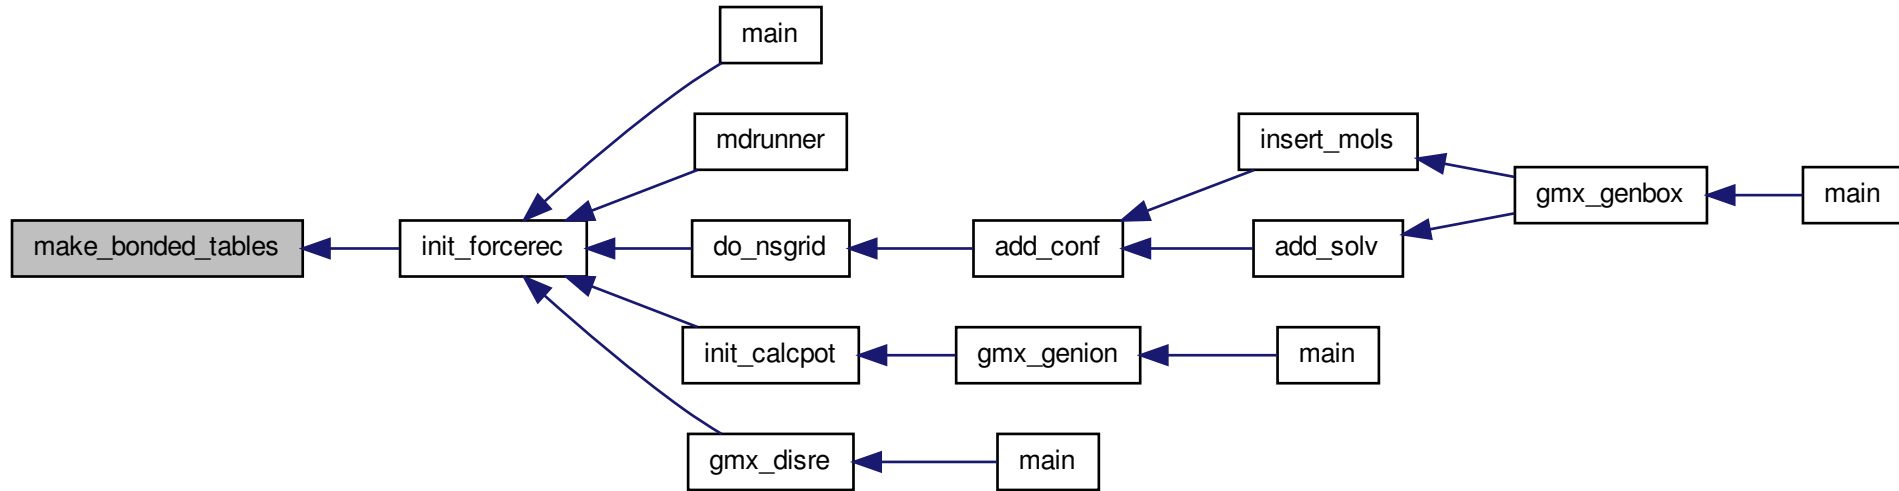 main
mdrunner
insert_mols
gmx_genbox
main
make_bonded_tables
init_forcerec
do_nsgrid
add_conf
add_solv
init_calcpot
gmx_genion
main
gmx_disre
main